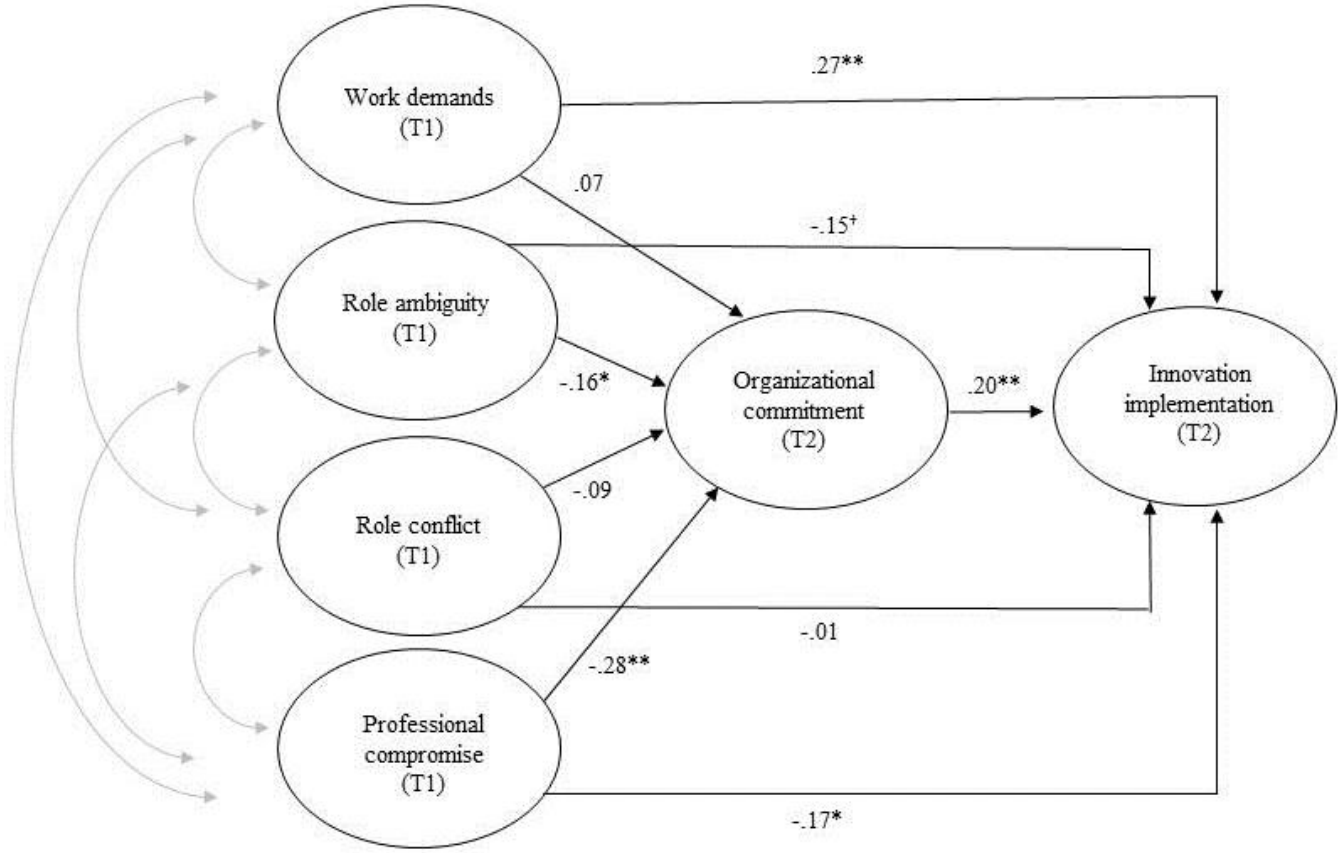 Work demands
(T1)
.27**
.07
Role ambiguity
(T1)
-.15†
-.16*
Organizational
commitment
(T2)
.20**
Innovation
implementation
(T2)
Role conflict
(T1)
-.09
-.01
-.28**
Professional
compromise
(T1)
-.17*